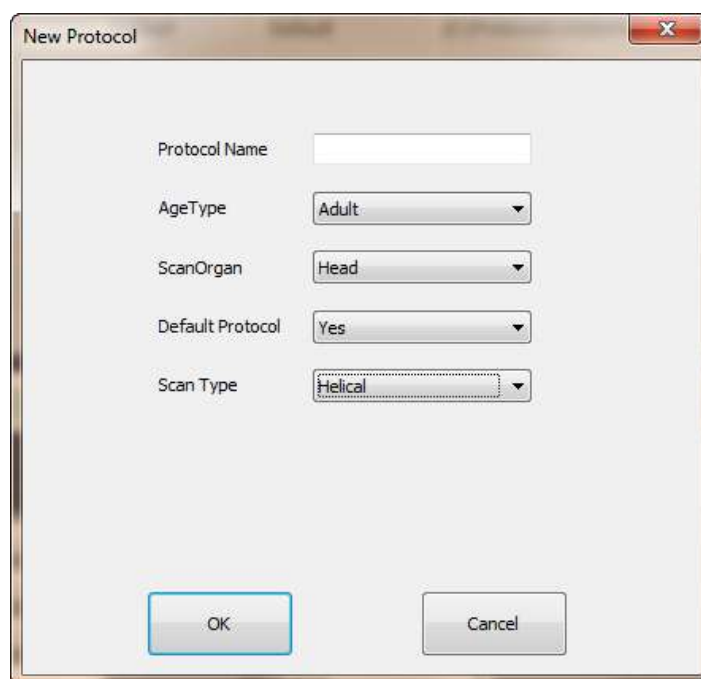 New Protocol
Protocol Name
AgeType Adult
ScanOrgan Head
Default Protocol Yes
Scan Type Helical
OK Cancel